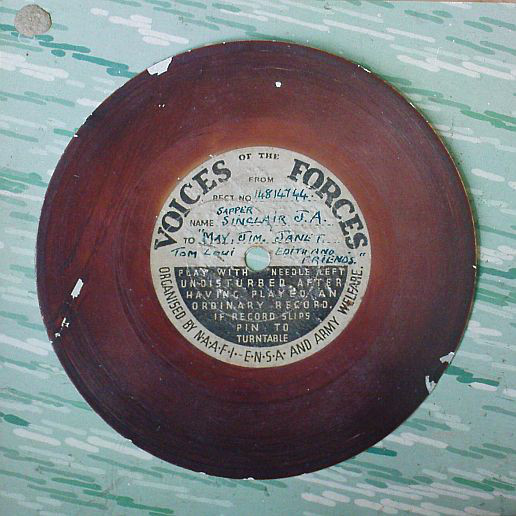 VOICES OF THE FORCES
FROM
RECT NO 14814744
SAPPER
NAME SINCLAIR J.A.
TO "MAY, JIM. JANET.
TOM LOUI EDITH AND
FRIENDS."
PLAY WITH NEEDLE LEFT
UNDISTURBED AFTER
HAVING PLAYED AN
ORDINARY RECORD.
IF RECORD SLIPS
PIN TO
TURNTABLE
ORGANISED BY N·A·A·F·I·-E·N·S·A· AND ARMY WELFARE.